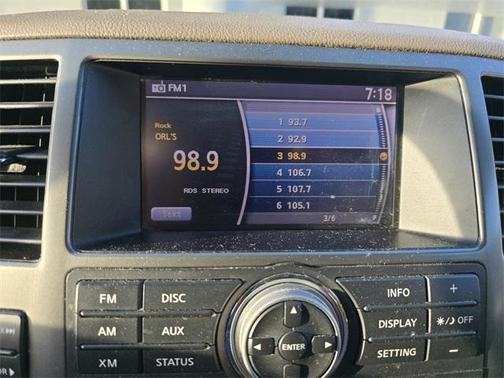 FM1
7:18
Rock
ORL'S
98.9
RDS STEREO
Text
1 93.7
2 92.9
3 98.9
4 106.7
5 107.7
6 105.1
3/6
FM DISC
AM AUX
XM STATUS
ENTER
INFO +
DISPLAY OFF
SETTING −